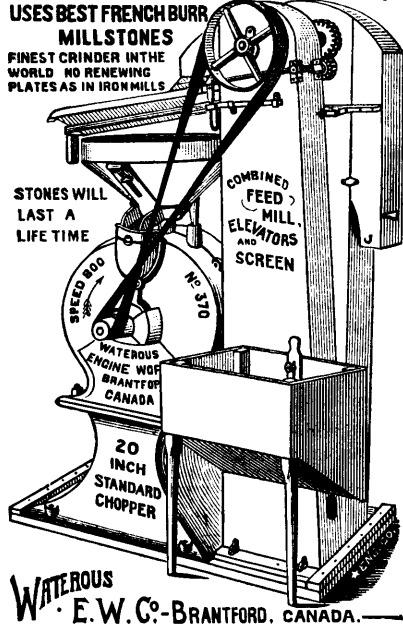 USES BEST FRENCH BURR
MILLSTONES
FINEST GRINDER IN THE
WORLD NO RENEWING
PLATES AS IN IRON MILLS
STONES WILL
LAST A
LIFE TIME
COMBINED
FEED
MILL,
ELEVATORS
AND
SCREEN
SPEED 800
No 370
WATEROUS
ENGINE WOR
BRANTFOR
CANADA
20
INCH
STANDARD
CHOPPER
WATEROUS
E. W. Co - BRANTFORD, CANADA.